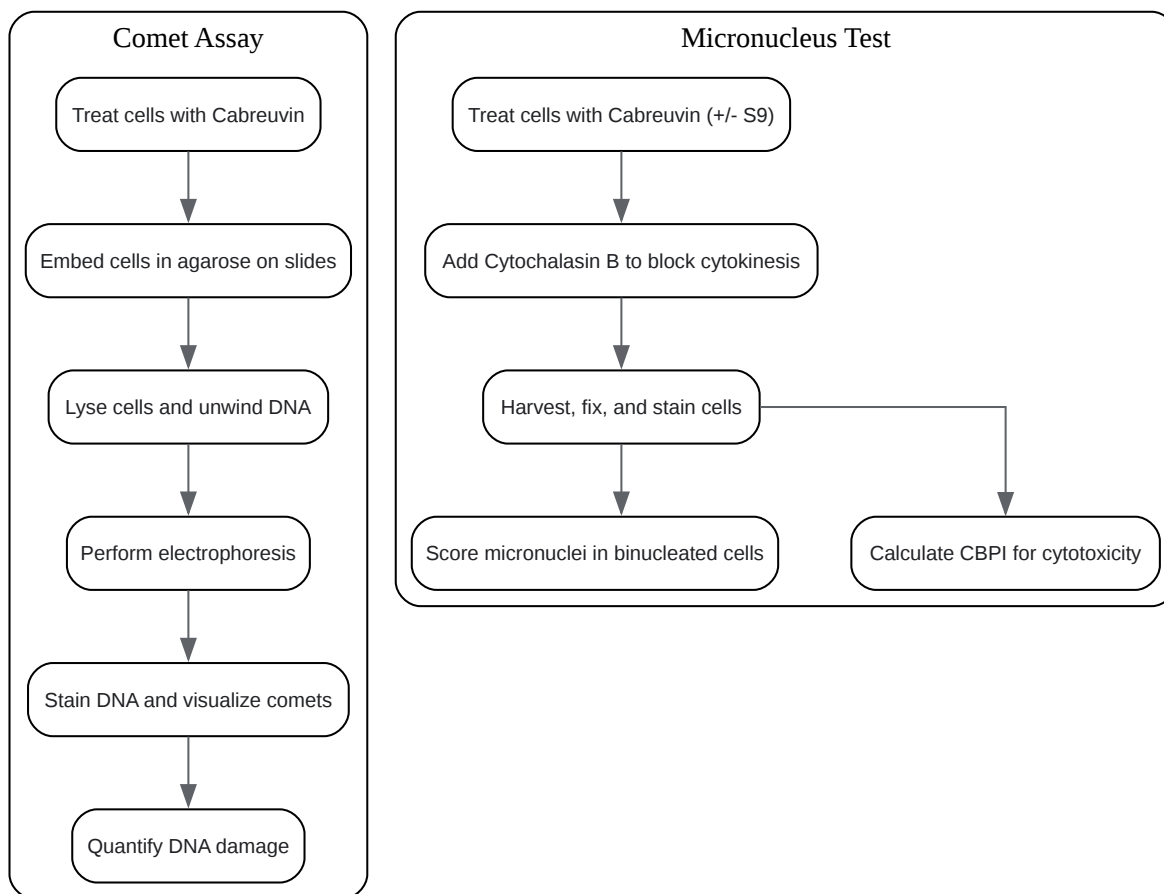 Comet Assay
Treat cells with Cabreuvin
Embed cells in agarose on slides
Lyse cells and unwind DNA
Perform electrophoresis
Stain DNA and visualize comets
Quantify DNA damage
Micronucleus Test
Treat cells with Cabreuvin (+/- S9)
Add Cytochalasin B to block cytokinesis
Harvest, fix, and stain cells
Score micronuclei in binucleated cells
Calculate CBPI for cytotoxicity